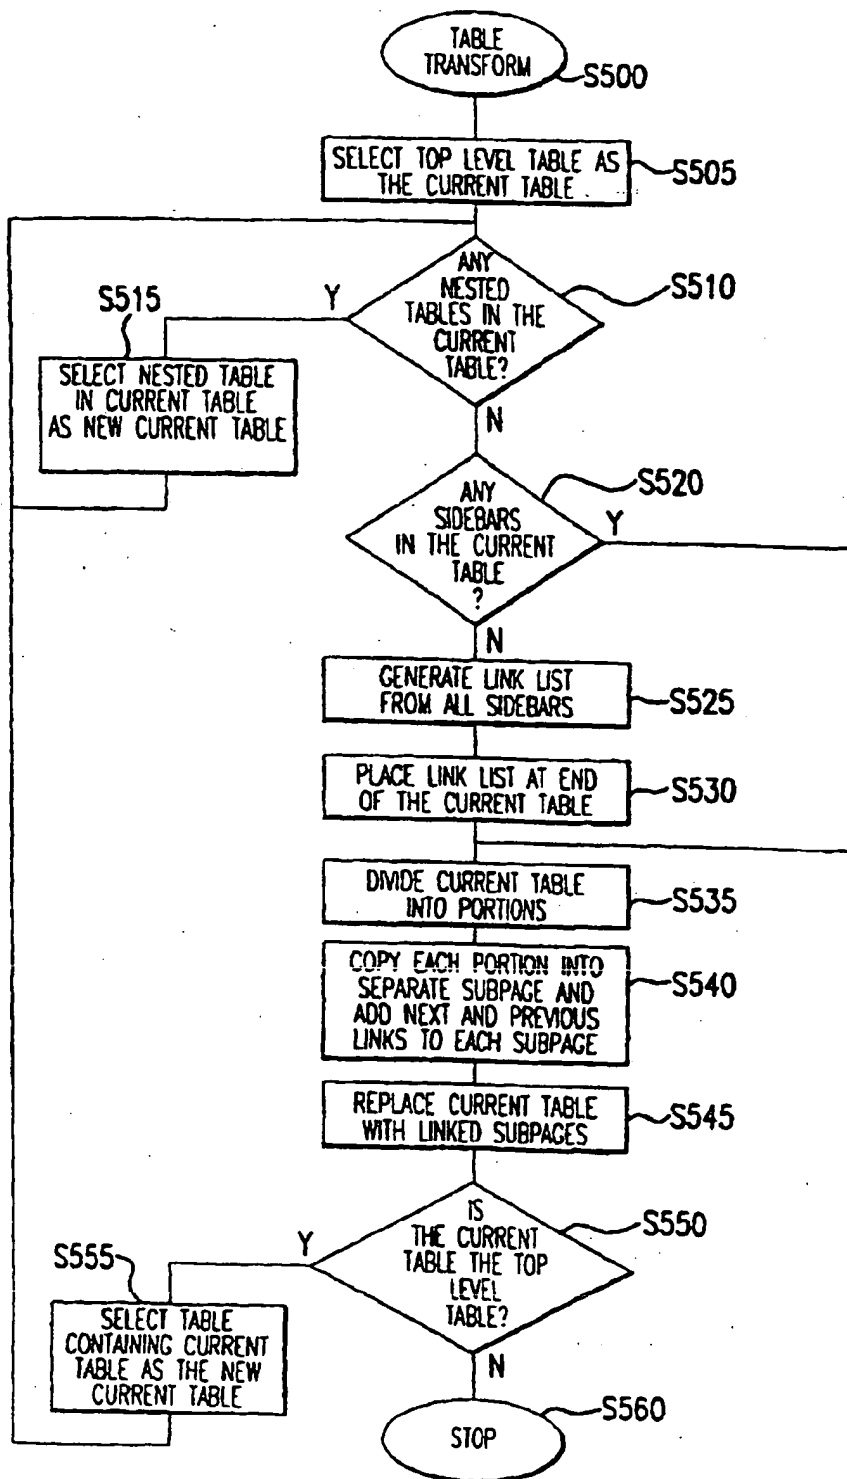 TABLE
TRANSFORM
S500
SELECT TOP LEVEL TABLE AS
THE CURRENT TABLE
S505
ANY
NESTED
TABLES IN THE
CURRENT
TABLE?
S510
Y
S515
SELECT NESTED TABLE
IN CURRENT TABLE
AS NEW CURRENT TABLE
N
ANY
SIDEBARS
IN THE CURRENT
TABLE
?
S520
Y
N
GENERATE LINK LIST
FROM ALL SIDEBARS
S525
PLACE LINK LIST AT END
OF THE CURRENT TABLE
S530
DIVIDE CURRENT TABLE
INTO PORTIONS
S535
COPY EACH PORTION INTO
SEPARATE SUBPAGE AND
ADD NEXT AND PREVIOUS
LINKS TO EACH SUBPAGE
S540
REPLACE CURRENT TABLE
WITH LINKED SUBPAGES
S545
IS
THE CURRENT
TABLE THE TOP
LEVEL
TABLE?
S550
Y
S555
SELECT TABLE
CONTAINING CURRENT
TABLE AS THE NEW
CURRENT TABLE
N
STOP
S560